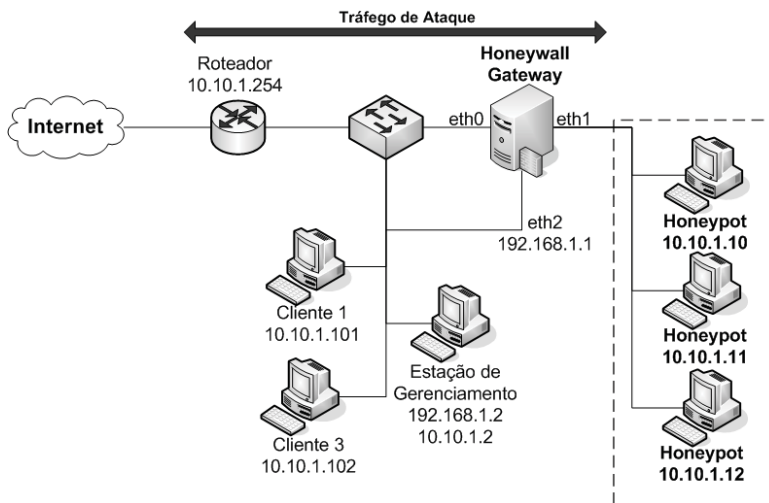 Tráfego de Ataque
Roteador
10.10.1.254
Honeywall
Gateway
Internet
eth0
eth1
eth2
192.168.1.1
Honeypot
10.10.1.10
Cliente 1
10.10.1.101
Honeypot
10.10.1.11
Estação de
Gerenciamento
192.168.1.2
10.10.1.2
Cliente 3
10.10.1.102
Honeypot
10.10.1.12